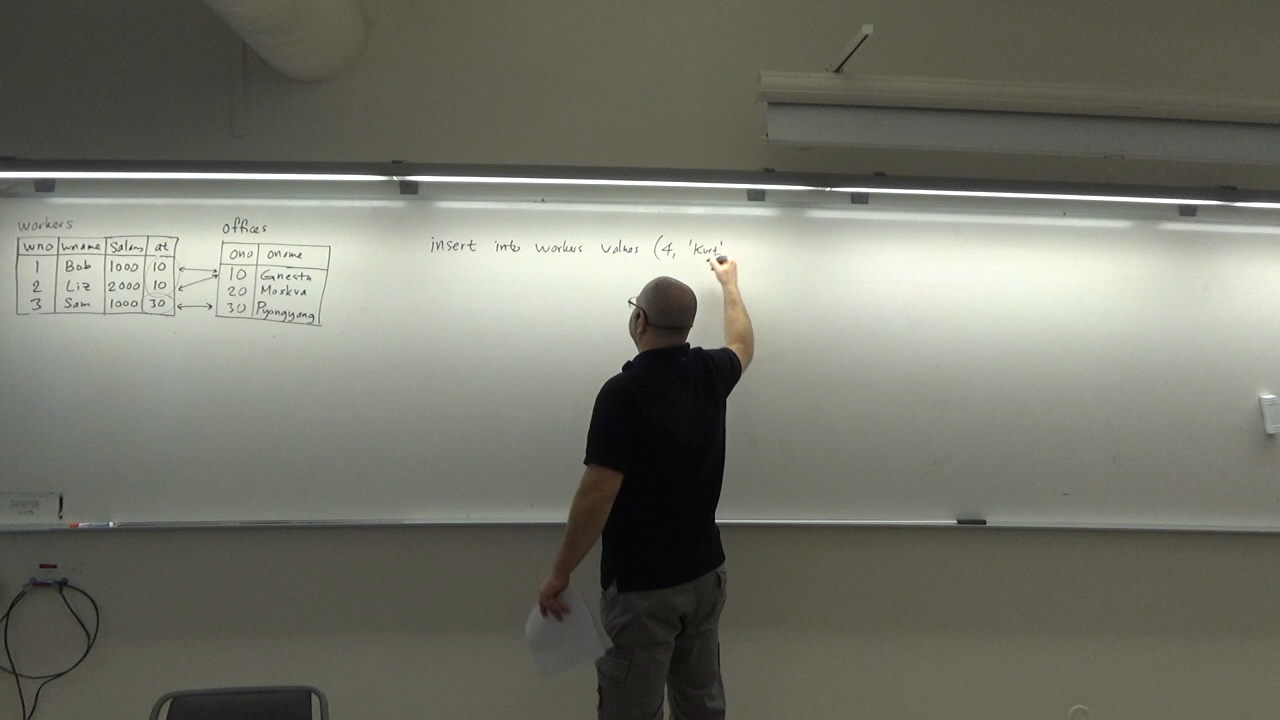 workers
wno wname Salary at
1 Bob 1000 10
2 Liz 2000 10
3 Sam 1000 30
offices
ono oname
10 Gnesta
20 Moskva
30 Pyongyang
insert into workers values (4, 'Kurt'